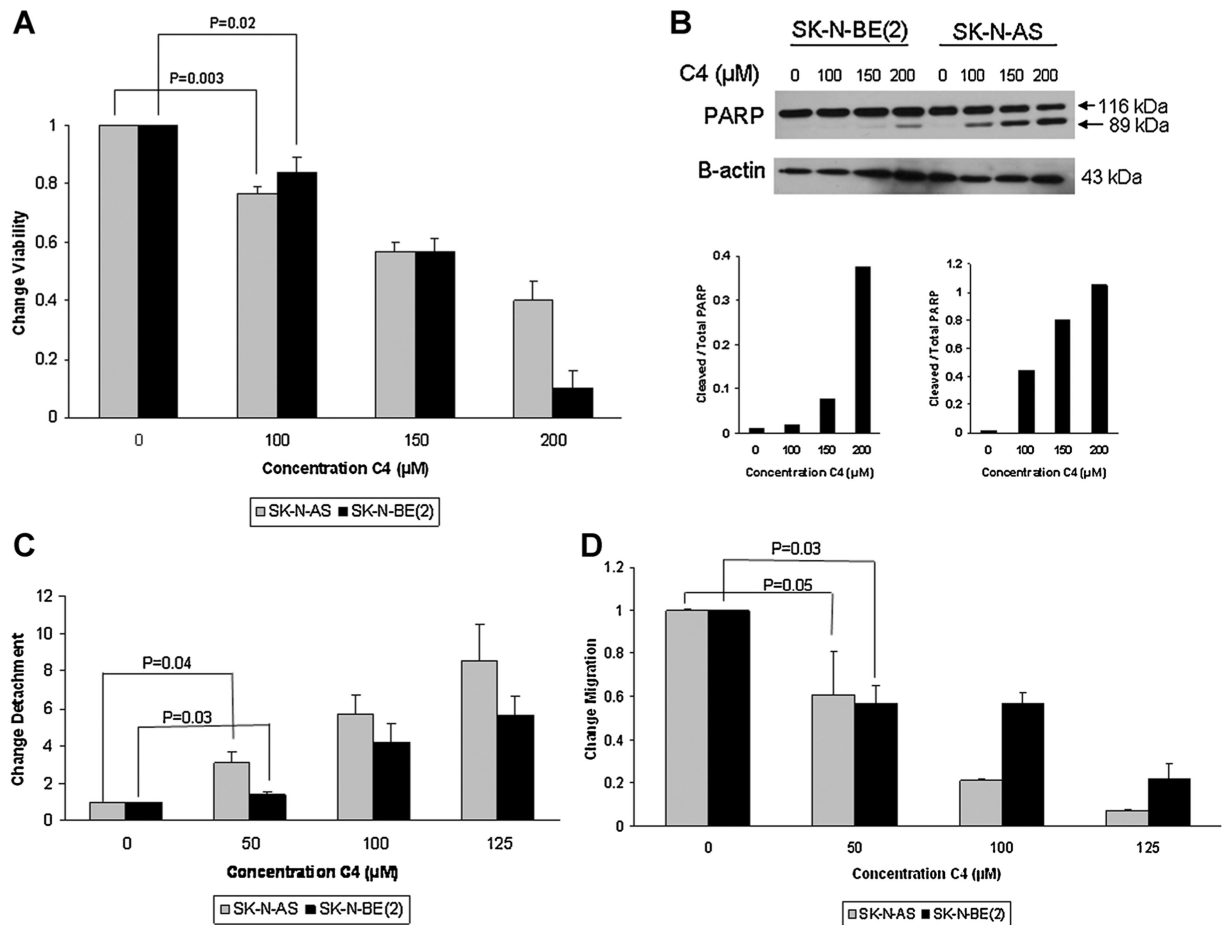 A
P=0.02
P=0.003
1
0.8
0.6
0.4
0.2
0
Change Viability
0 100 150 200
Concentration C4 (µM)
SK-N-AS SK-N-BE(2)
B
SK-N-BE(2) SK-N-AS
C4 (µM) 0 100 150 200 0 100 150 200
PARP
116 kDa
89 kDa
B-actin
43 kDa
0.4
0.3
0.2
0.1
0
Cleaved / Total PARP
0 100 150 200
Concentration C4 (µM)
1.2
1
0.8
0.6
0.4
0.2
0
Cleaved / Total PARP
0 100 150 200
Concentration C4 (µM)
C
P=0.04
P=0.03
12
10
8
6
4
2
0
Change Detachment
0 50 100 125
Concentration C4 (µM)
SK-N-AS SK-N-BE(2)
D
P=0.03
P=0.05
1.2
1
0.8
0.6
0.4
0.2
0
Change Migration
0 50 100 125
Concentration C4 (µM)
SK-N-AS SK-N-BE(2)